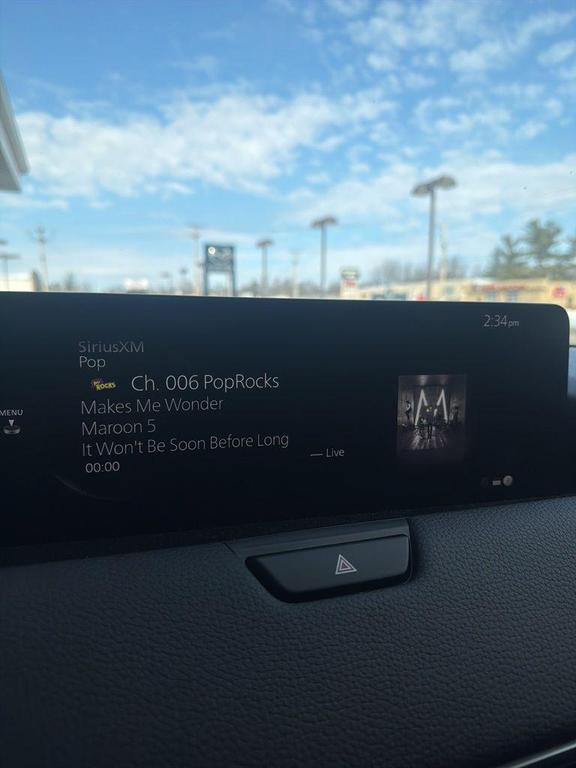 2:34pm
SiriusXM
Pop
ROCKS
Ch. 006 PopRocks
MENU
Makes Me Wonder
Maroon 5
It Won't Be Soon Before Long
00:00
Live
M